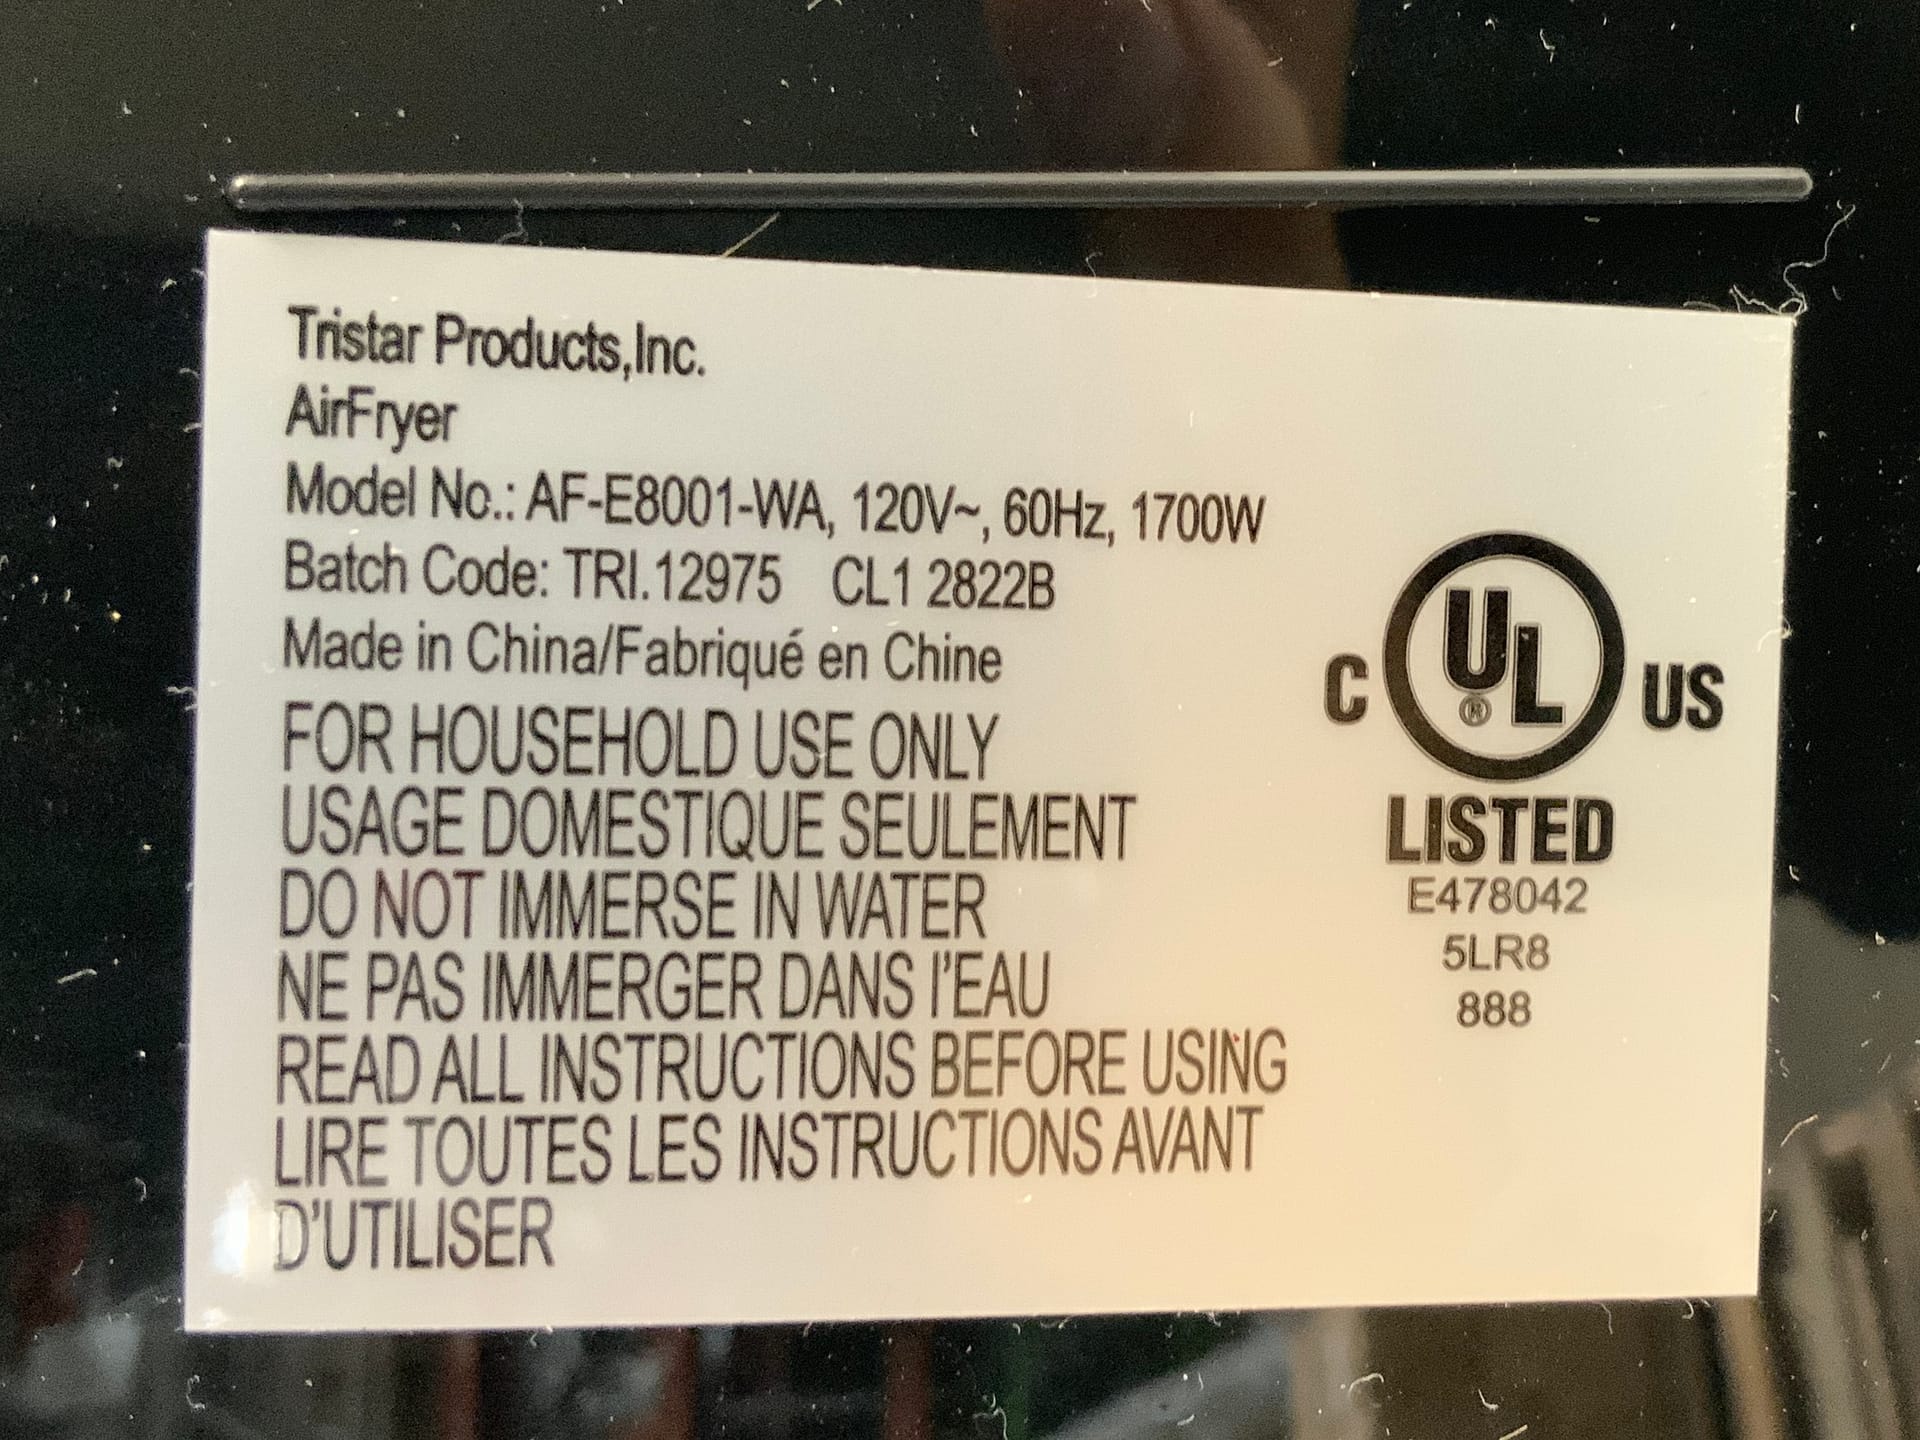 Tristar Products,Inc.
AirFryer
Model No.: AF-E8001-WA, 120V~, 60Hz, 1700W
Batch Code: TRI.12975 CL1 2822B
Made in China/Fabriqué en Chine
FOR HOUSEHOLD USE ONLY
USAGE DOMESTIQUE SEULEMENT
DO NOT IMMERSE IN WATER
NE PAS IMMERGER DANS l'EAU
READ ALL INSTRUCTIONS BEFORE USING
LIRE TOUTES LES INSTRUCTIONS AVANT
D'UTILISER
C UL® US
LISTED
E478042
5LR8
888